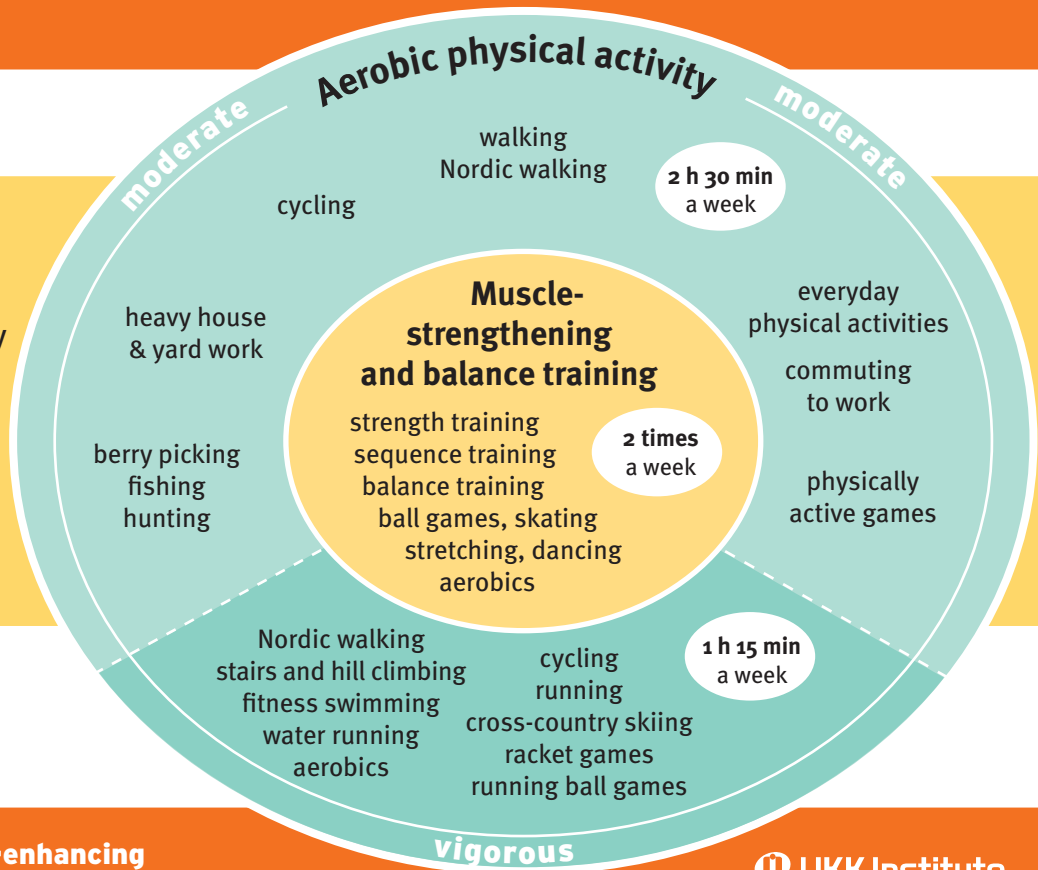 Aerobic physical activity
moderate
moderate
walking
Nordic walking
2 h 30 min
a week
cycling
heavy house
& yard work
everyday
physical activities
commuting
to work
berry picking
fishing
hunting
physically
active games
Muscle-
strengthening
and balance training
strength training
sequence training
balance training
ball games, skating
stretching, dancing
aerobics
2 times
a week
Nordic walking
stairs and hill climbing
fitness swimming
water running
aerobics
cycling
running
cross-country skiing
racket games
running ball games
1 h 15 min
a week
vigorous
enhancing
UKK Institute